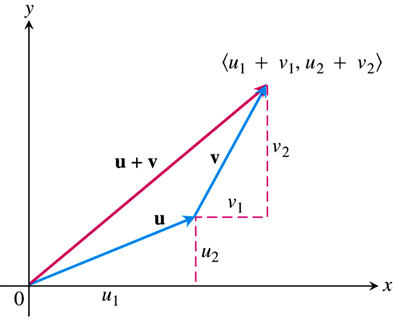 y
⟨u₁ + v₁, u₂ + v₂⟩
u + v
v
v₂
v₁
u
u₂
0
u₁
x